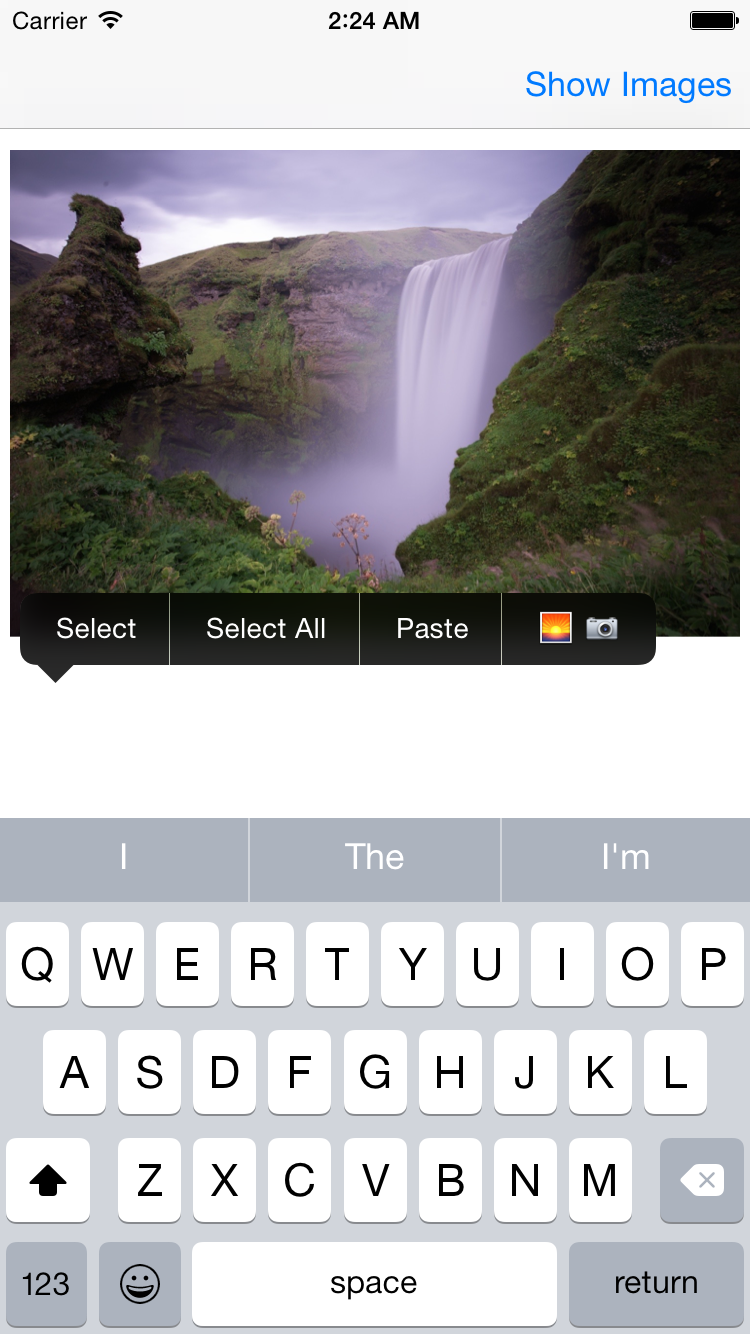 Carrier 2:24 AM
Show Images
Select Select All Paste
I The I'm
Q W E R T Y U I O P
A S D F G H J K L
Z X C V B N M
123 space return